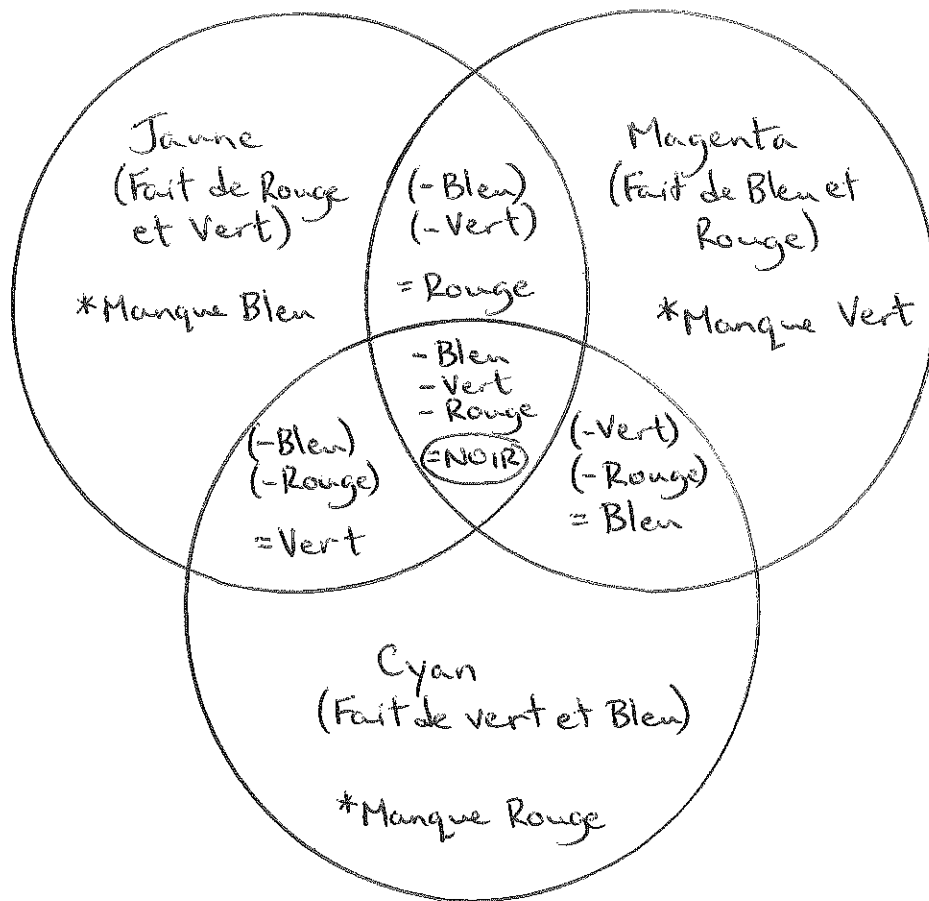 Jaune
(Fait de Rouge
et Vert)
*Manque Bleu
(-Bleu)
(-Vert)
= Rouge
Magenta
(Fait de Bleu et
Rouge)
*Manque Vert
- Bleu
- Vert
- Rouge
=NOIR
(-Bleu)
(-Rouge)
=Vert
(-Vert)
(-Rouge)
= Bleu
Cyan
(Fait de vert et Bleu)
*Manque Rouge